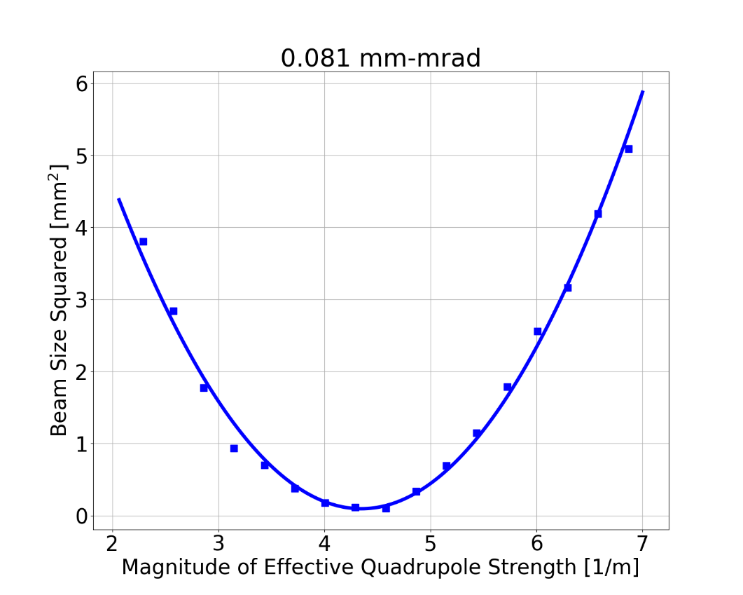 0.081 mm-mrad
6
5
4
3
2
1
0
Beam Size Squared [mm²]
2 3 4 5 6 7
Magnitude of Effective Quadrupole Strength [1/m]